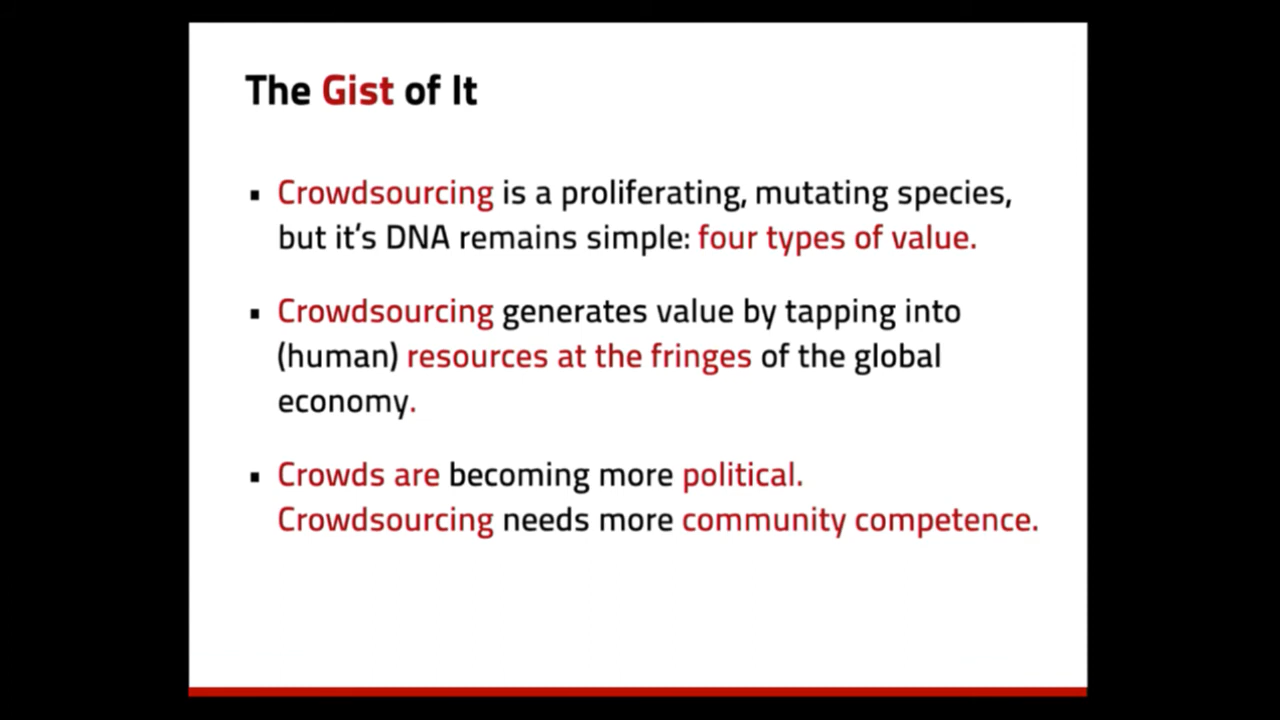 The Gist of It
▪ Crowdsourcing is a proliferating, mutating species,
but it's DNA remains simple: four types of value.
▪ Crowdsourcing generates value by tapping into
(human) resources at the fringes of the global
economy.
▪ Crowds are becoming more political.
Crowdsourcing needs more community competence.